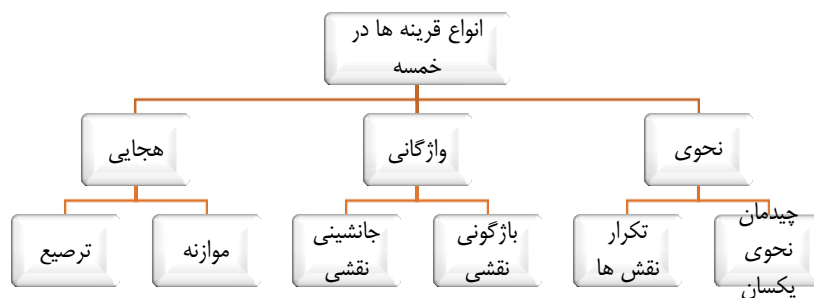 انواع قرینه ها در
خمسه
نحوی
واژگانی
هجایی
چیدمان
نحوی
یکسان
تکرار
نقش ها
باژگونی
نقشی
جانشینی
نقشی
موازنه
ترصیع